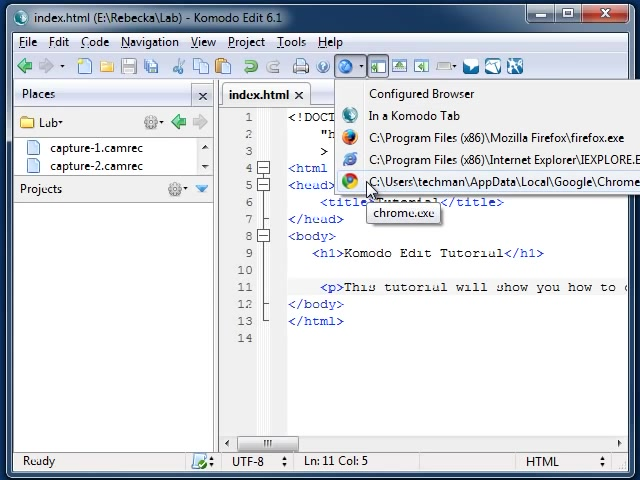 index.html (E:\Rebecka\Lab) - Komodo Edit 6.1
File Edit Code Navigation View Project Tools Help
Places
Lab
capture-1.camrec
capture-2.camrec
Projects
index.html
Configured Browser
In a Komodo Tab
C:\Program Files (x86)\Mozilla Firefox\firefox.exe
C:\Program Files (x86)\Internet Explorer\IEXPLORE.E
C:\Users\techman\AppData\Local\Google\Chrome
chrome.exe
1 <!DOCT
2 "h
3 >
4 <html
5 <head>
6 <title>Tutorial</title>
7 </head>
8 <body>
9 <h1>Komodo Edit Tutorial</h1>
10
11 <p>This tutorial will show you how to
12 </body>
13 </html>
14
Ready
UTF-8
Ln: 11 Col: 5
HTML